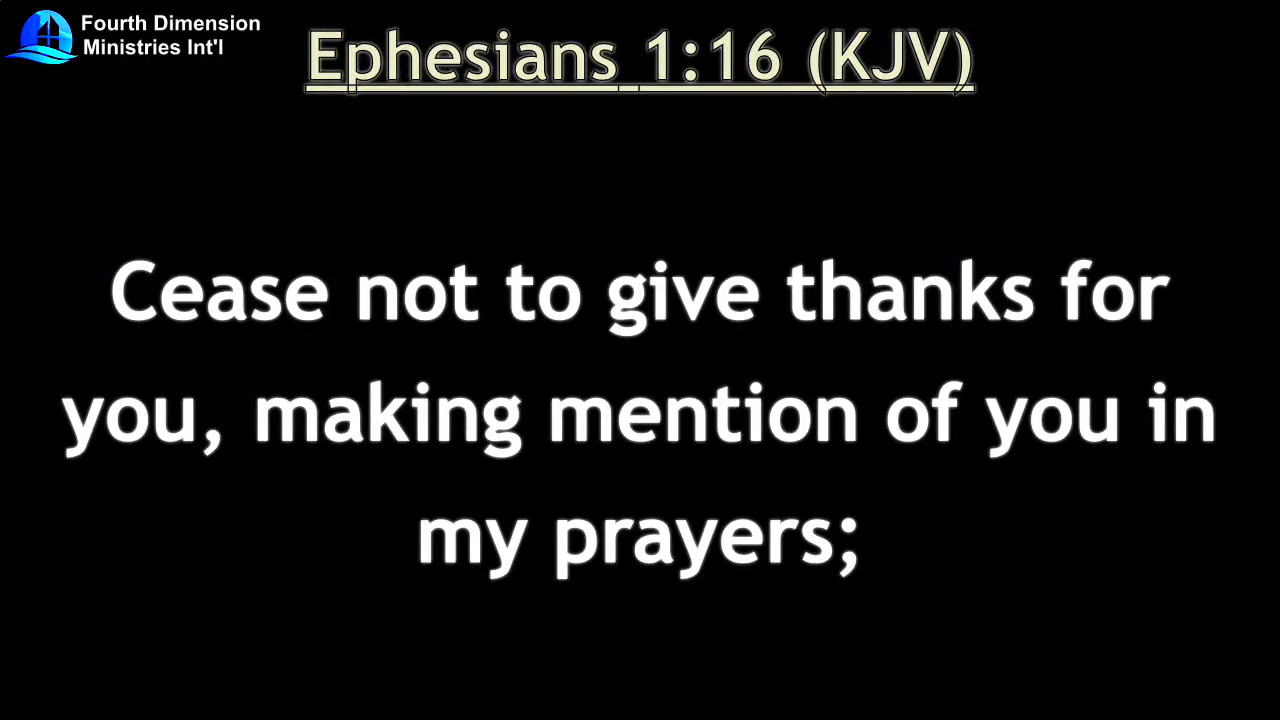 Fourth Dimension
Ministries Int'l
Ephesians 1:16 (KJV)
Cease not to give thanks for
you, making mention of you in
my prayers;